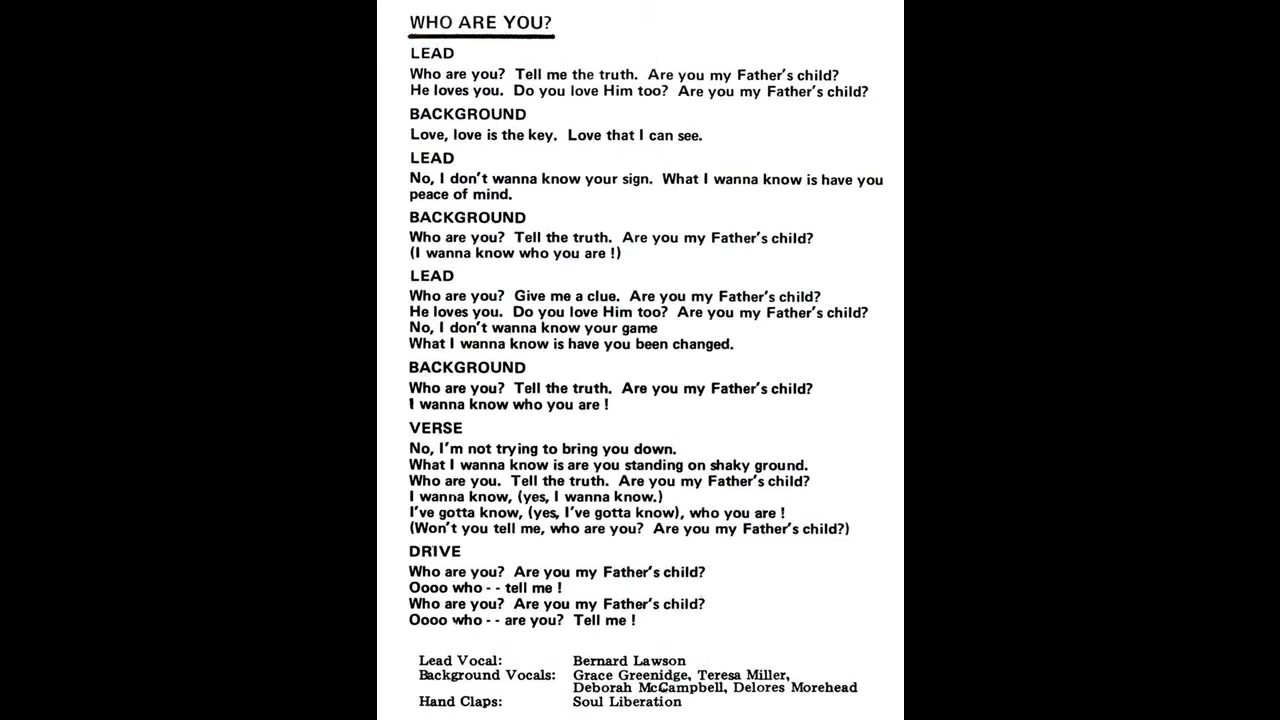 WHO ARE YOU?
LEAD
Who are you? Tell me the truth. Are you my Father's child?
He loves you. Do you love Him too? Are you my Father's child?
BACKGROUND
Love, love is the key. Love that I can see.
LEAD
No, I don't wanna know your sign. What I wanna know is have you
peace of mind.
BACKGROUND
Who are you? Tell the truth. Are you my Father's child?
(I wanna know who you are !)
LEAD
Who are you? Give me a clue. Are you my Father's child?
He loves you. Do you love Him too? Are you my Father's child?
No, I don't wanna know your game
What I wanna know is have you been changed.
BACKGROUND
Who are you? Tell the truth. Are you my Father's child?
I wanna know who you are !
VERSE
No, I'm not trying to bring you down.
What I wanna know is are you standing on shaky ground.
Who are you. Tell the truth. Are you my Father's child?
I wanna know, (yes, I wanna know.)
I've gotta know, (yes, I've gotta know), who you are !
(Won't you tell me, who are you? Are you my Father's child?)
DRIVE
Who are you? Are you my Father's child?
Oooo who - - tell me !
Who are you? Are you my Father's child?
Oooo who - - are you? Tell me !
Lead Vocal: Bernard Lawson
Background Vocals: Grace Greenidge, Teresa Miller,
Deborah McCampbell, Delores Morehead
Hand Claps: Soul Liberation